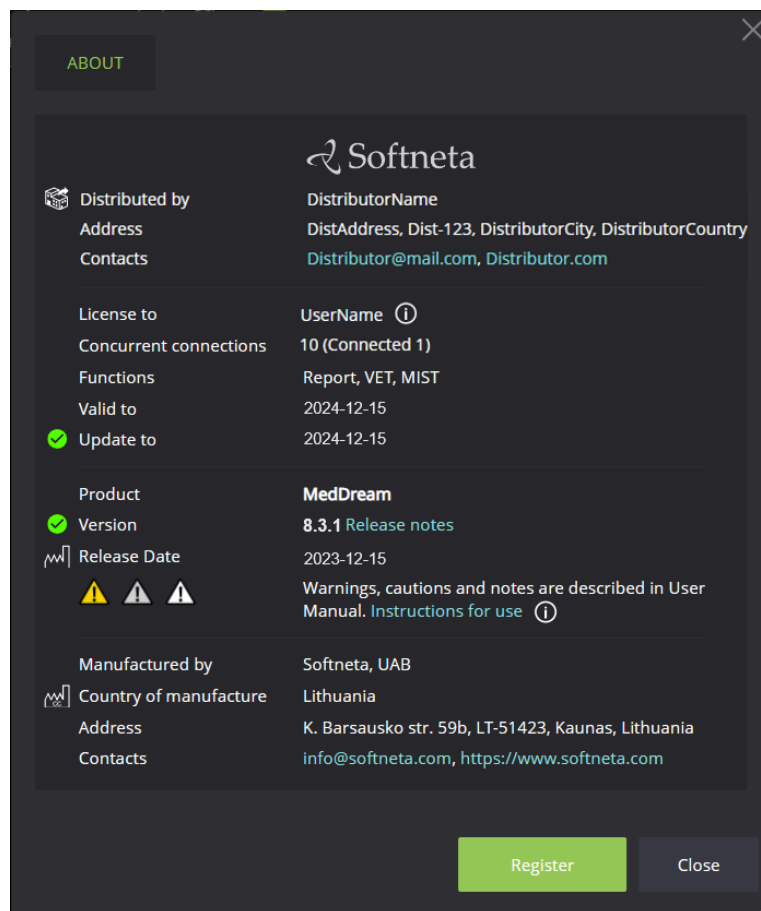 ABOUT
Softneta
Distributed by DistributorName
Address DistAddress, Dist-123, DistributorCity, DistributorCountry
Contacts Distributor@mail.com, Distributor.com
License to UserName
Concurrent connections 10 (Connected 1)
Functions Report, VET, MIST
Valid to 2024-12-15
Update to 2024-12-15
Product MedDream
Version 8.3.1 Release notes
Release Date 2023-12-15
Warnings, cautions and notes are described in User
Manual. Instructions for use
Manufactured by Softneta, UAB
Country of manufacture Lithuania
Address K. Barsausko str. 59b, LT-51423, Kaunas, Lithuania
Contacts info@softneta.com, https://www.softneta.com
Register Close